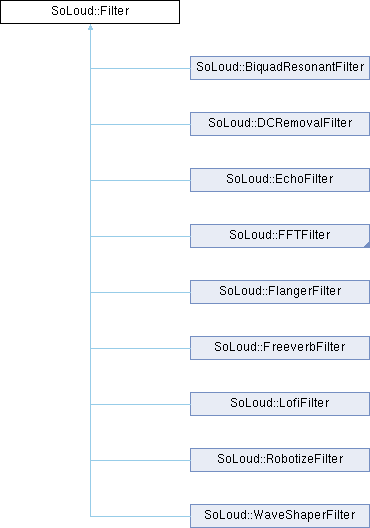 SoLoud::Filter
SoLoud::BiquadResonantFilter
SoLoud::DCRemovalFilter
SoLoud::EchoFilter
SoLoud::FFTFilter
SoLoud::FlangerFilter
SoLoud::FreeverbFilter
SoLoud::LofiFilter
SoLoud::RobotizeFilter
SoLoud::WaveShaperFilter